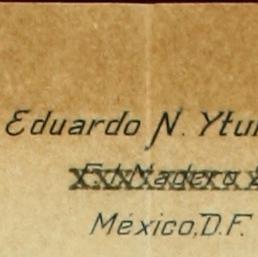 Eduardo N. Ytur
F. I. Madero
México, D.F.